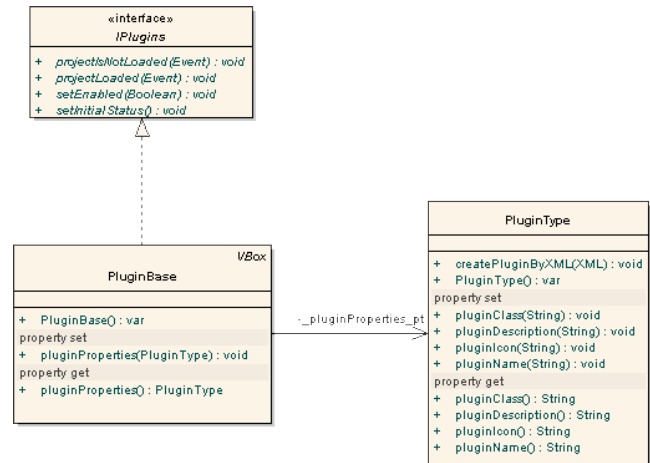 «interface»
IPlugins
+ projectIsNotLoaded(Event) : void
+ projectLoaded(Event) : void
+ setEnabled(Boolean) : void
+ setInitialStatus() : void
VBox
PluginBase
+ PluginBase() : var
property set
+ pluginProperties(PluginType) : void
property get
+ pluginProperties() : PluginType
-_pluginProperties_pt
PluginType
+ createPluginByXML(XML) : void
+ PluginType() : var
property set
+ pluginClass(String) : void
+ pluginDescription(String) : void
+ pluginIcon(String) : void
+ pluginName(String) : void
property get
+ pluginClass() : String
+ pluginDescription() : String
+ pluginIcon() : String
+ pluginName() : String